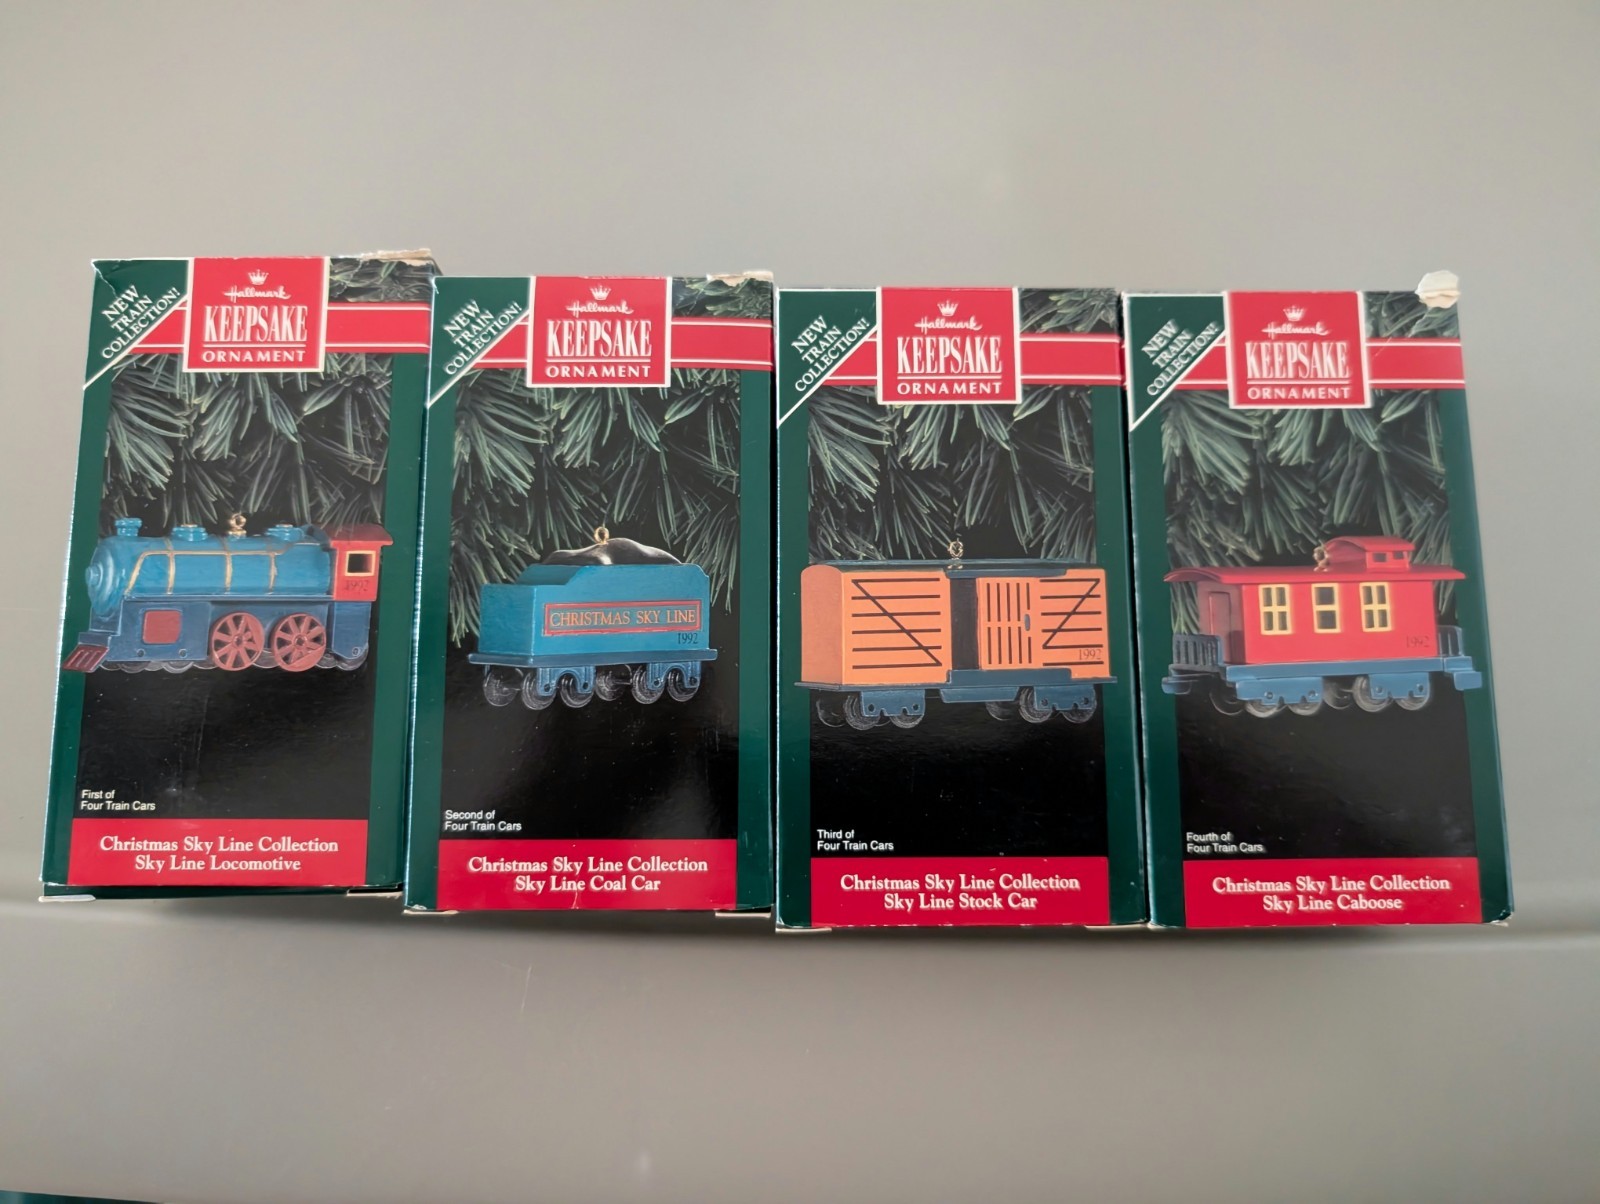 NEW
TRAIN
COLLECTION!
Hallmark
KEEPSAKE
ORNAMENT
1992
First of
Four Train Cars
Christmas Sky Line Collection
Sky Line Locomotive
NEW
TRAIN
COLLECTION!
Hallmark
KEEPSAKE
ORNAMENT
CHRISTMAS SKY LINE
1992
Second of
Four Train Cars
Christmas Sky Line Collection
Sky Line Coal Car
NEW
TRAIN
COLLECTION!
Hallmark
KEEPSAKE
ORNAMENT
1992
Third of
Four Train Cars
Christmas Sky Line Collection
Sky Line Stock Car
NEW
TRAIN
COLLECTION!
Hallmark
KEEPSAKE
ORNAMENT
1992
Fourth of
Four Train Cars
Christmas Sky Line Collection
Sky Line Caboose